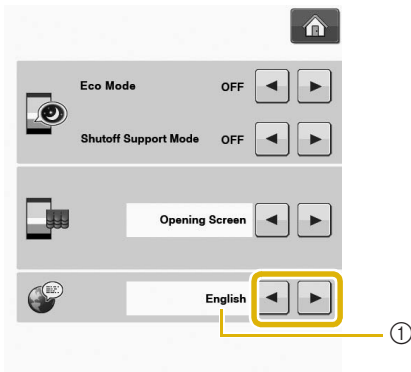 Eco Mode OFF
Shutoff Support Mode OFF
Opening Screen
English
①